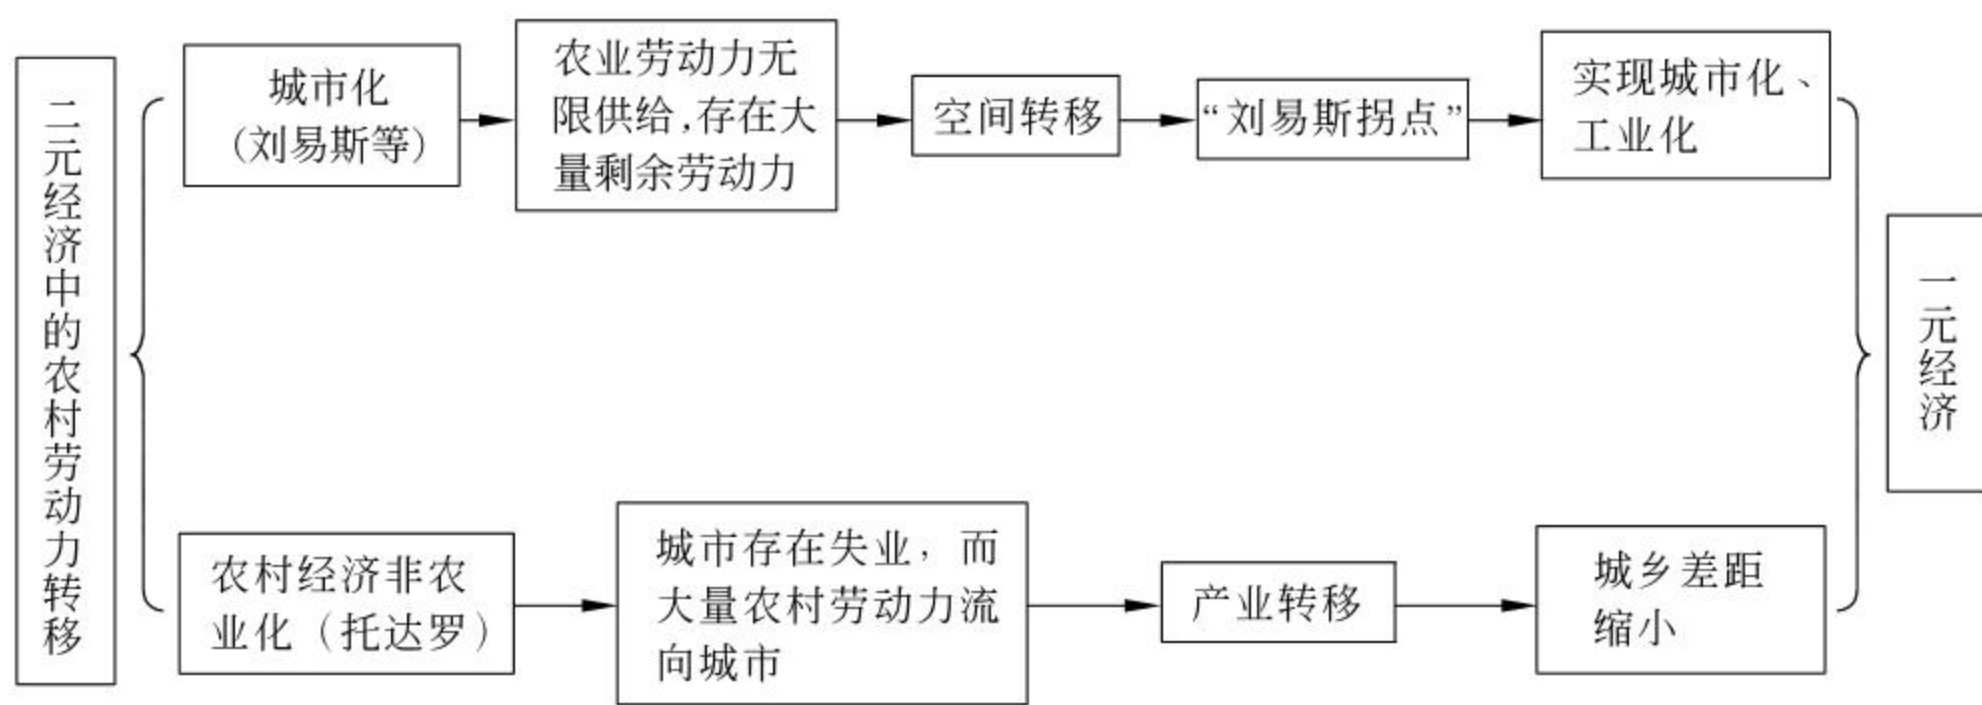 二元经济中的农村劳动力转移
城市化
(刘易斯等)
农业劳动力无
限供给,存在大
量剩余劳动力
空间转移
“刘易斯拐点”
实现城市化、
工业化
农村经济非农
业化（托达罗）
城市存在失业，而
大量农村劳动力流
向城市
产业转移
城乡差距
缩小
一元经济